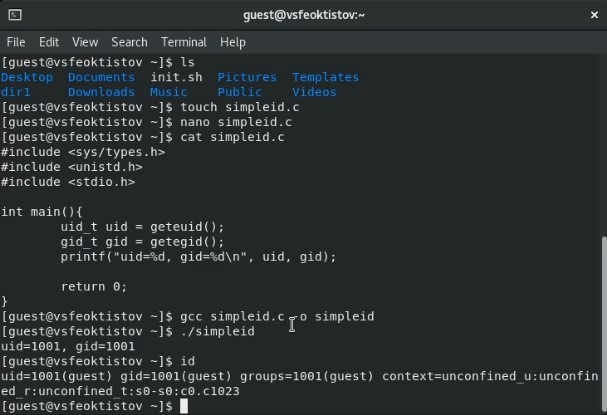 guest@vsfeoktistov:~
File Edit View Search Terminal Help
[guest@vsfeoktistov ~]$ ls
Desktop  Documents  init.sh  Pictures  Templates
dir1     Downloads  Music    Public    Videos
[guest@vsfeoktistov ~]$ touch simpleid.c
[guest@vsfeoktistov ~]$ nano simpleid.c
[guest@vsfeoktistov ~]$ cat simpleid.c
#include <sys/types.h>
#include <unistd.h>
#include <stdio.h>
int main(){
        uid_t uid = geteuid();
        gid_t gid = getegid();
        printf("uid=%d, gid=%d\n", uid, gid);
        return 0;
}
[guest@vsfeoktistov ~]$ gcc simpleid.c -o simpleid
[guest@vsfeoktistov ~]$ ./simpleid
uid=1001, gid=1001
[guest@vsfeoktistov ~]$ id
uid=1001(guest) gid=1001(guest) groups=1001(guest) context=unconfined_u:unconfin
ed_r:unconfined_t:s0-s0:c0.c1023
[guest@vsfeoktistov ~]$